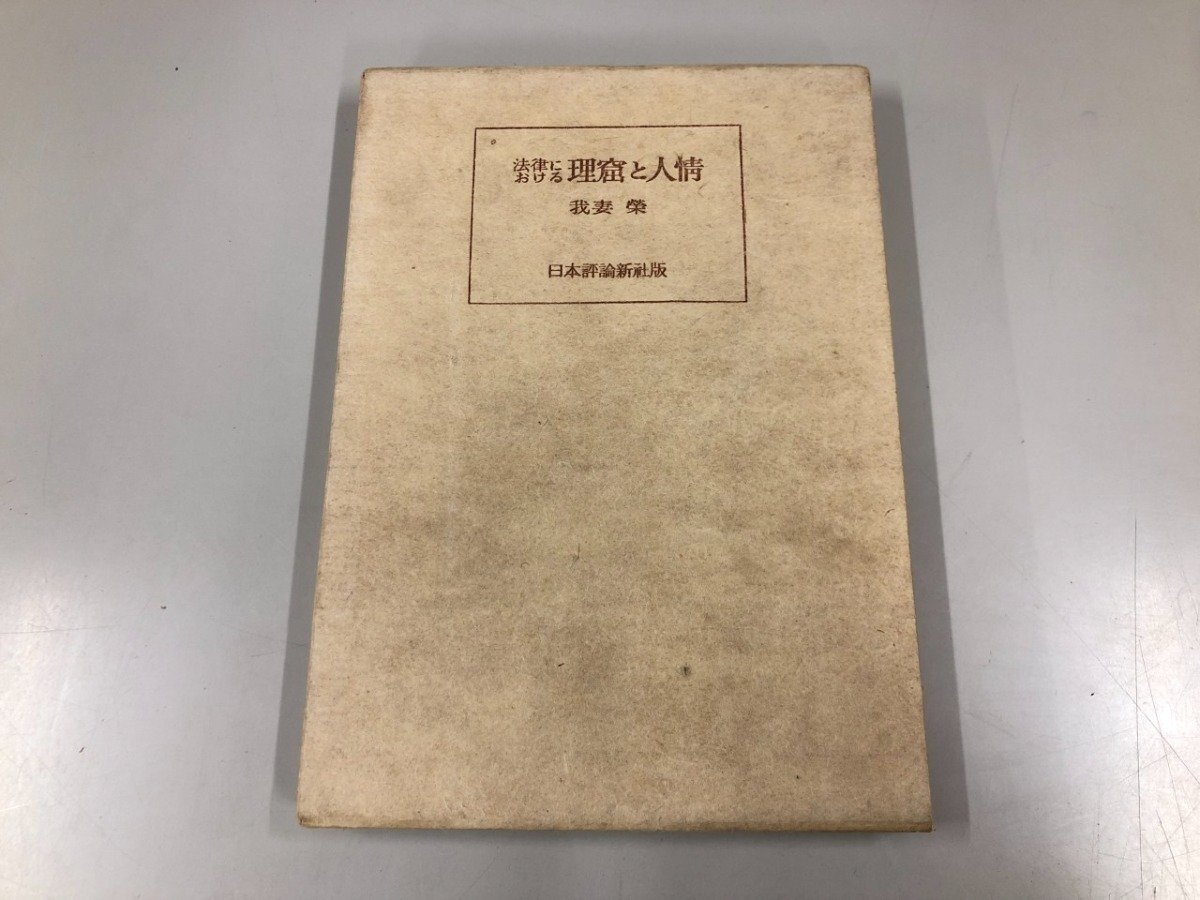 法律における理窟と人情
我妻 榮
日本評論新社版